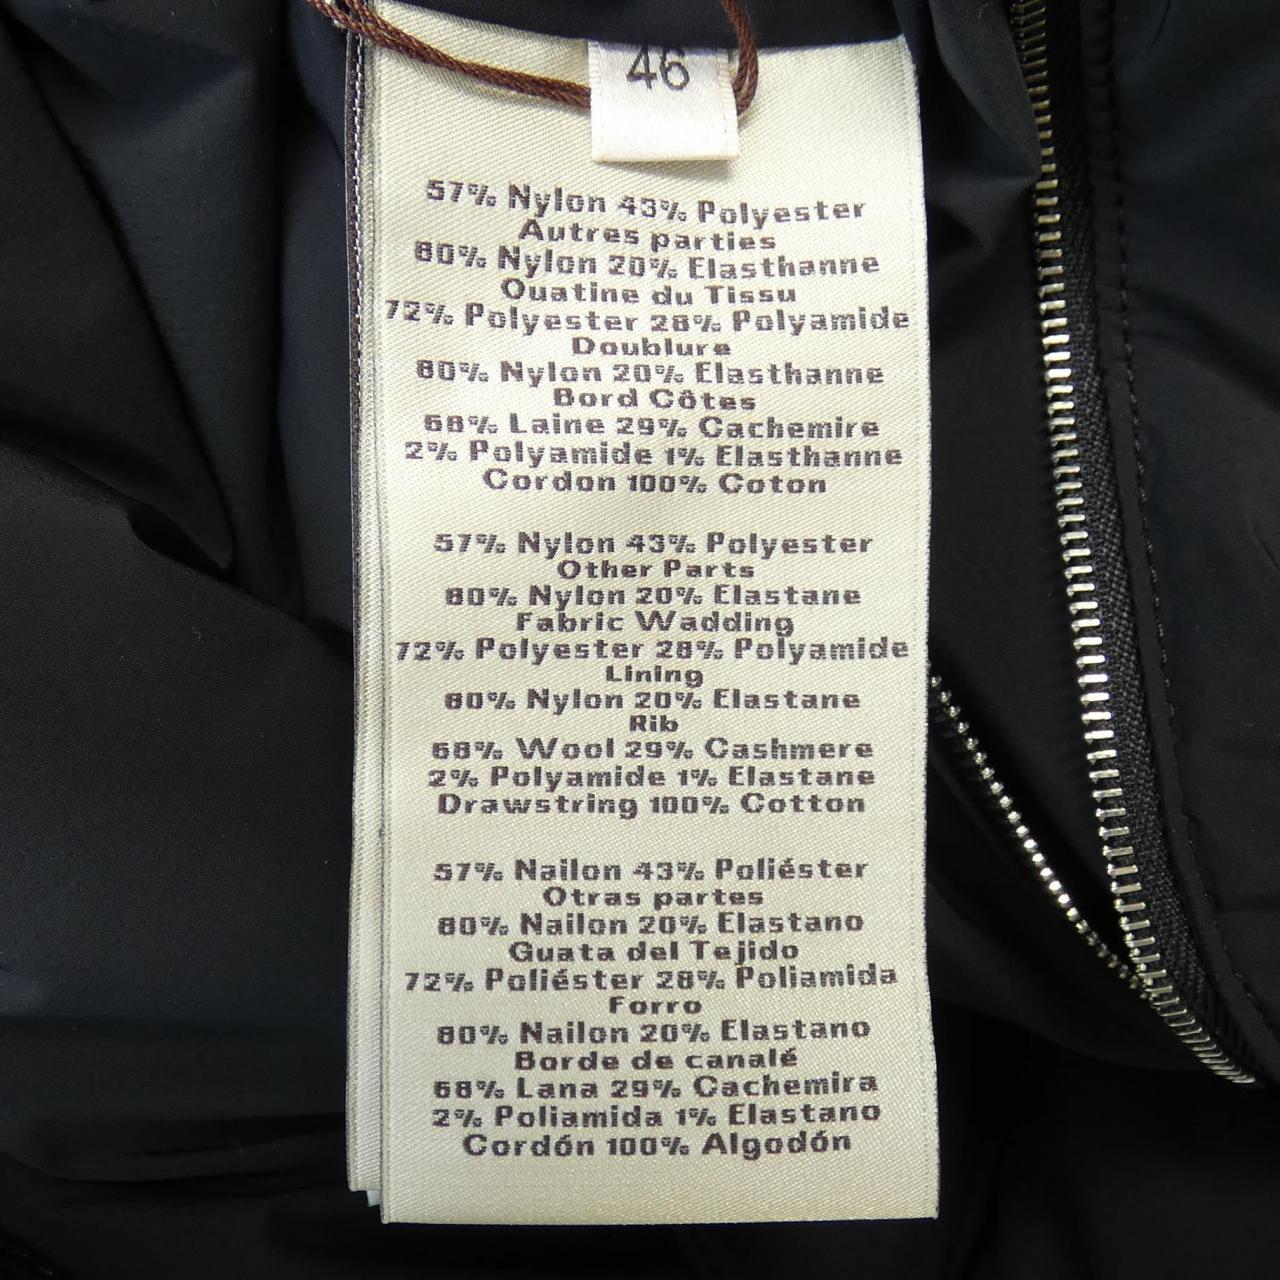 46
57% Nylon 43% Polyester
Autres parties
80% Nylon 20% Elasthanne
Ouatine du Tissu
72% Polyester 28% Polyamide
Doublure
80% Nylon 20% Elasthanne
Bord Côtes
68% Laine 29% Cachemire
2% Polyamide 1% Elasthanne
Cordon 100% Coton
57% Nylon 43% Polyester
Other Parts
80% Nylon 20% Elastane
Fabric Wadding
72% Polyester 28% Polyamide
Lining
80% Nylon 20% Elastane
Rib
68% Wool 29% Cashmere
2% Polyamide 1% Elastane
Drawstring 100% Cotton
57% Nailon 43% Poliéster
Otras partes
80% Nailon 20% Elastano
Guata del Tejido
72% Poliéster 28% Poliamida
Forro
80% Nailon 20% Elastano
Borde de canalé
68% Lana 29% Cachemira
2% Poliamida 1% Elastano
Cordón 100% Algodón